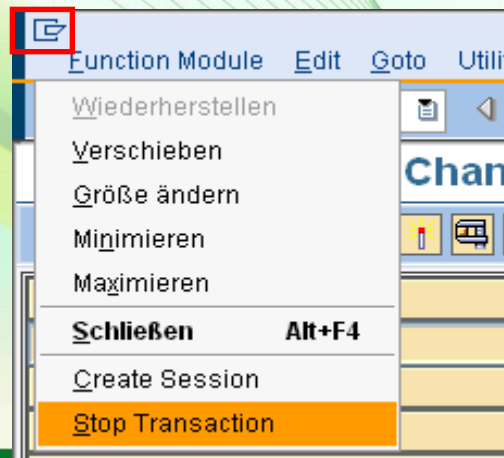 Function Module Edit Goto Utili
Wiederherstellen
Verschieben
Chan
Größe ändern
Minimieren
Maximieren
Schließen Alt+F4
Create Session
Stop Transaction